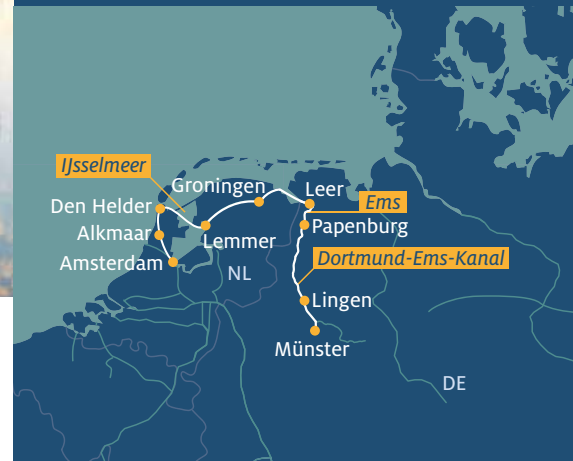 IJsselmeer
Groningen
Leer
Den Helder
Ems
Alkmaar
Lemmer
Papenburg
Amsterdam
Dortmund-Ems-Kanal
NL
Lingen
Münster
DE